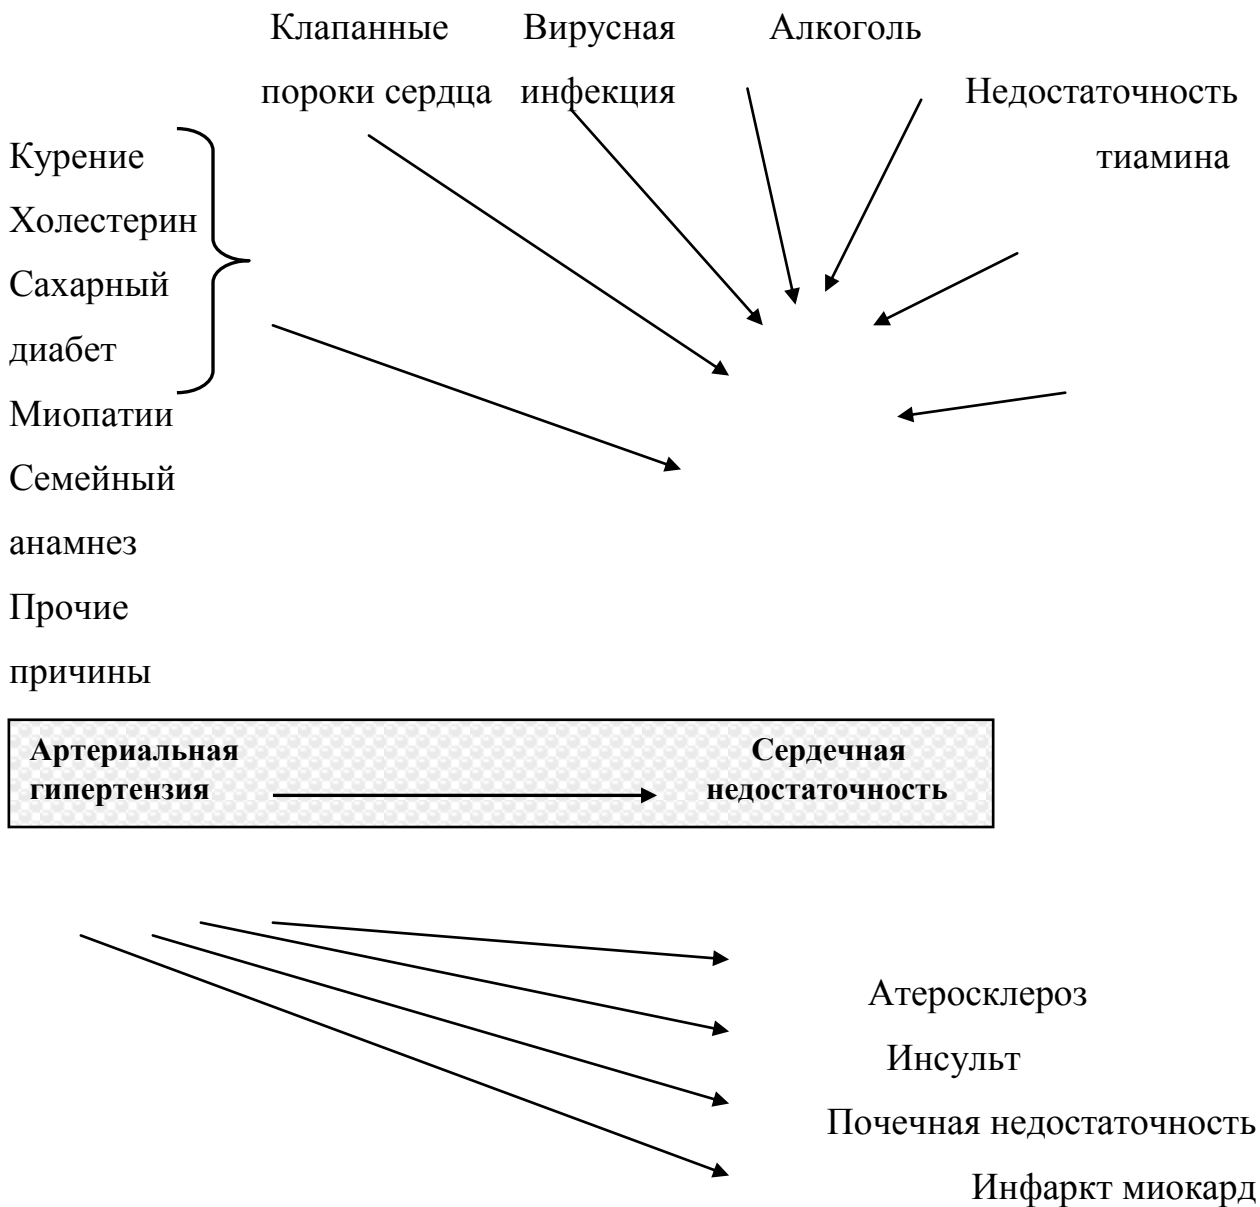 Клапанные Вирусная Алкоголь
пороки сердца инфекция Недостаточность
Курение тиамина
Холестерин
Сахарный
диабет
Миопатии
Семейный
анамнез
Прочие
причины
Артериальная Сердечная
гипертензия недостаточность
Атеросклероз
Инсульт
Почечная недостаточность
Инфаркт миокард